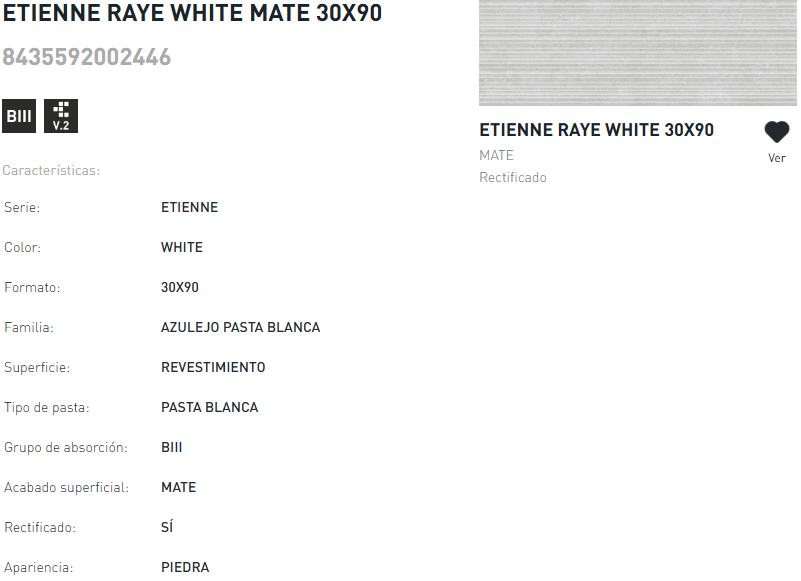 ETIENNE RAYE WHITE MATE 30X90
8435592002446
BIII
V.2
Características:
Serie: ETIENNE
Color: WHITE
Formato: 30X90
Familia: AZULEJO PASTA BLANCA
Superficie: REVESTIMIENTO
Tipo de pasta: PASTA BLANCA
Grupo de absorción: BIII
Acabado superficial: MATE
Rectificado: SÍ
Apariencia: PIEDRA
ETIENNE RAYE WHITE 30X90
MATE
Rectificado
Ver